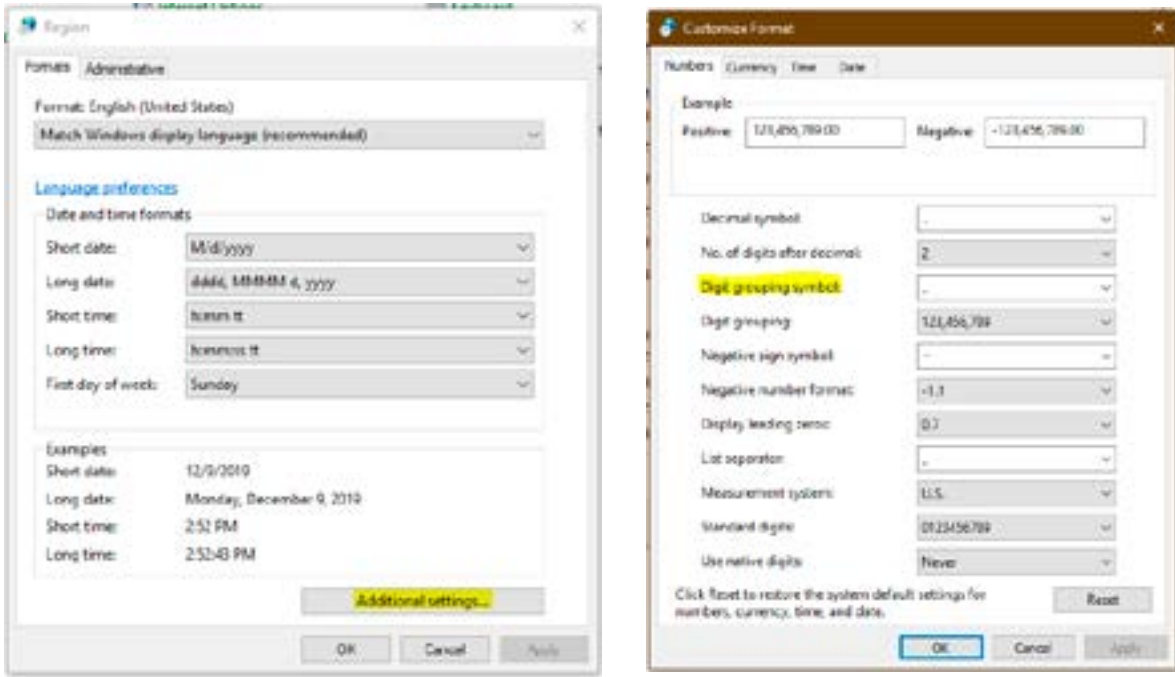 Internet Options
Keyboard
Region
Formats Administrative
Format: English (United States)
Match Windows display language (recommended)
Language preferences
Date and time formats
Short date: M/d/yyyy
Long date: dddd, MMMM d, yyyy
Short time: h:mm tt
Long time: h:mm:ss tt
First day of week: Sunday
Examples
Short date: 12/9/2019
Long date: Monday, December 9, 2019
Short time: 2:52 PM
Long time: 2:52:43 PM
Additional settings...
OK Cancel Apply
Customize Format
Numbers Currency Time Date
Example
Positive: 123,456,789.00 Negative: -123,456,789.00
Decimal symbol: .
No. of digits after decimal: 2
Digit grouping symbol: ,
Digit grouping: 123,456,789
Negative sign symbol: -
Negative number format: -1.1
Display leading zeros: 0.7
List separator: ,
Measurement system: U.S.
Standard digits: 0123456789
Use native digits: Never
Click Reset to restore the system default settings for
numbers, currency, time, and date.
Reset
OK Cancel Apply